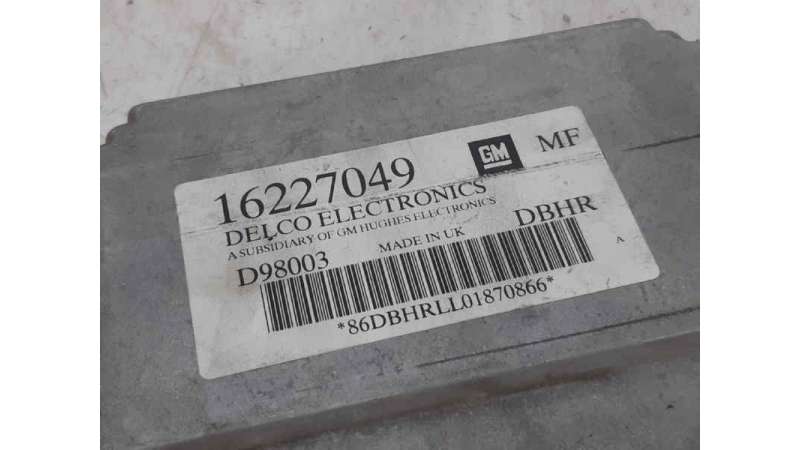 GM MF
16227049
DELCO ELECTRONICS
A SUBSIDIARY OF GM HUGHES ELECTRONICS
D98003 MADE IN UK DBHR
A
*86DBHRLL01870866*